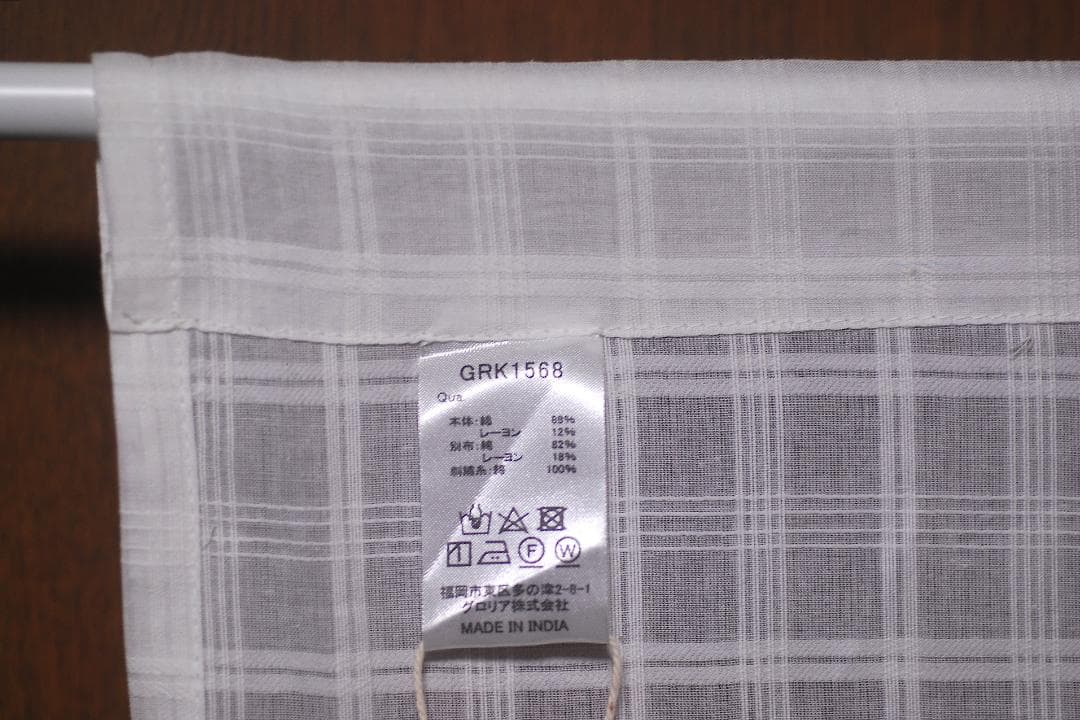 GRK1568
Qua.
本体:綿 88%
レーヨン 12%
別布:綿 82%
レーヨン 18%
刺繍糸:綿 100%
F W
福岡市東区多の津2-8-1
グロリア株式会社
MADE IN INDIA